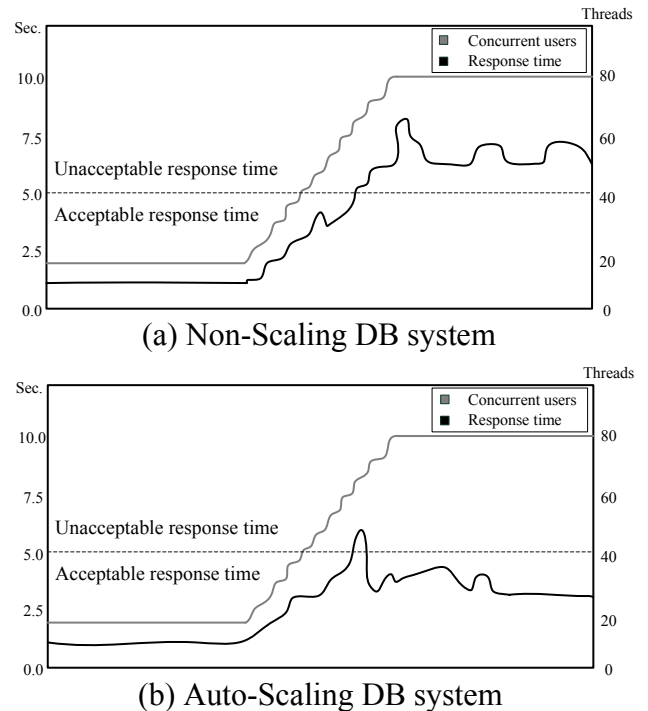 Sec.
Threads
Concurrent users
Response time
10.0
80
7.5
60
Unacceptable response time
5.0
40
Acceptable response time
2.5
20
0.0
0
(a) Non-Scaling DB system
Sec.
Threads
Concurrent users
Response time
10.0
80
7.5
60
Unacceptable response time
5.0
40
Acceptable response time
2.5
20
0.0
0
(b) Auto-Scaling DB system